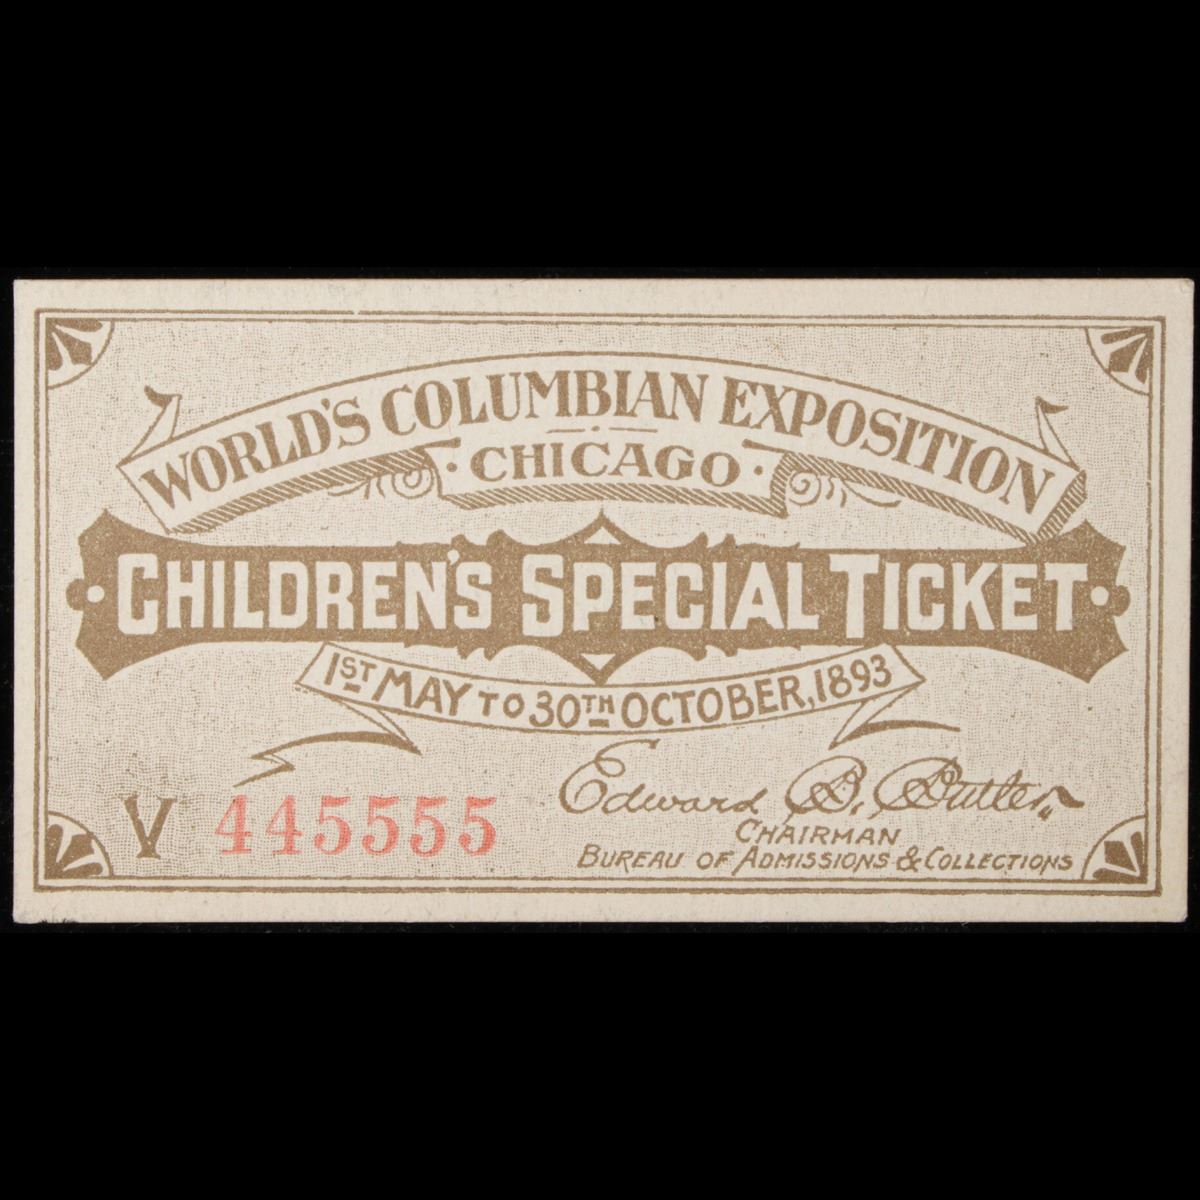 WORLD'S COLUMBIAN EXPOSITION
· CHICAGO ·
CHILDREN'S SPECIAL TICKET
1ST MAY TO 30TH OCTOBER, 1893
V 445555
Edward B. Butler,
CHAIRMAN
BUREAU OF ADMISSIONS & COLLECTIONS